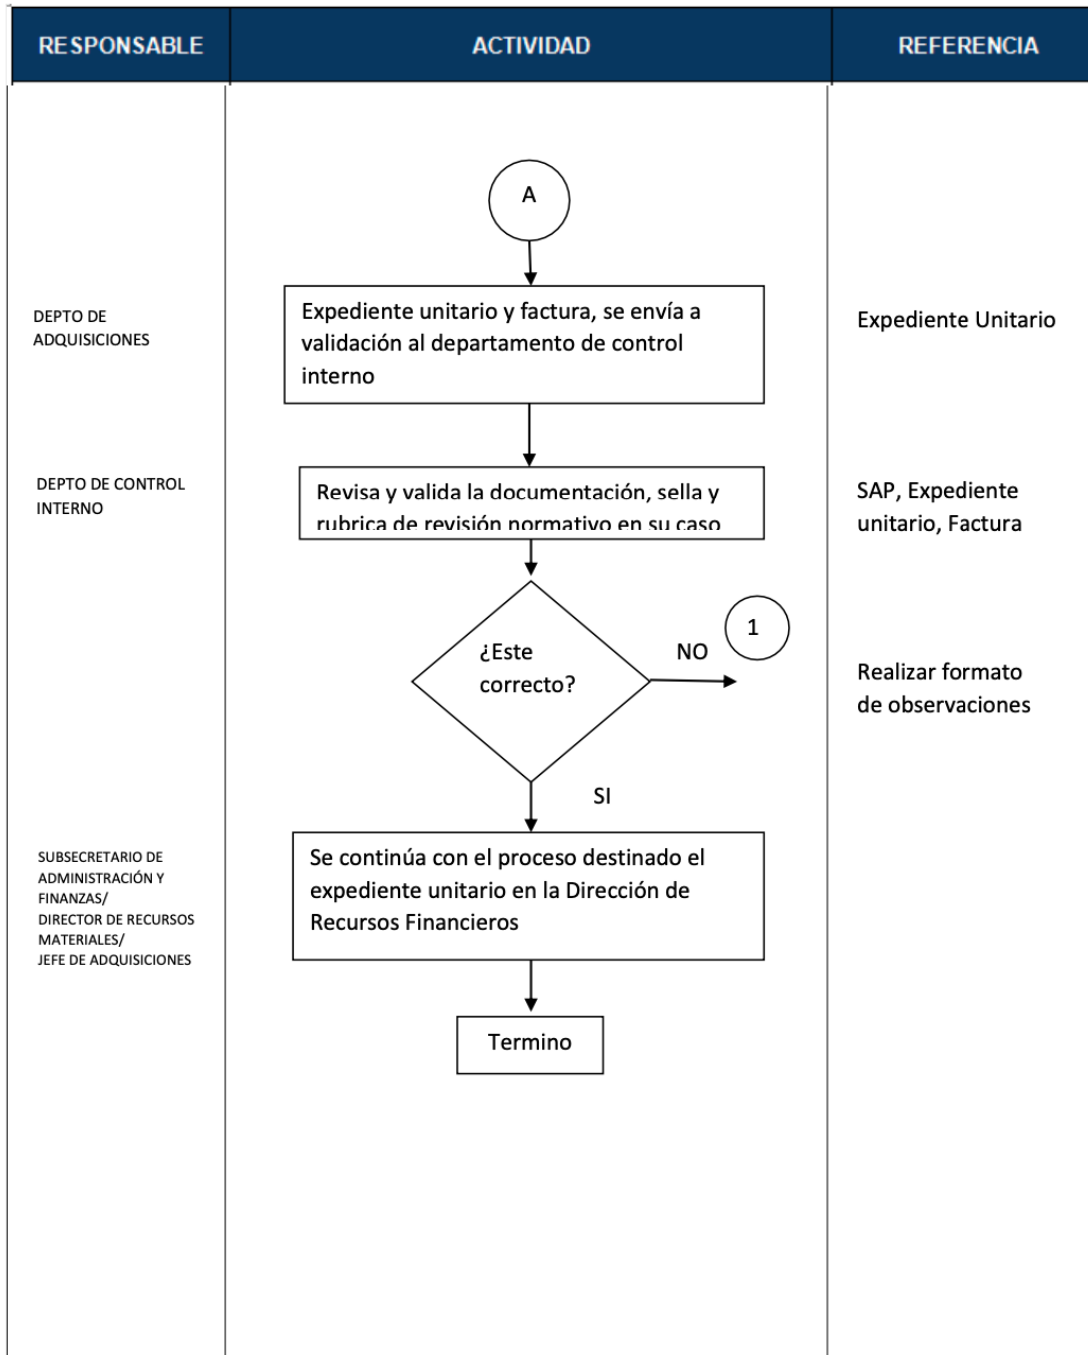 RESPONSABLE ACTIVIDAD REFERENCIA
A
DEPTO DE
ADQUISICIONES
Expediente unitario y factura, se envía a
validación al departamento de control
interno
Expediente Unitario
DEPTO DE CONTROL
INTERNO
Revisa y valida la documentación, sella y
rubrica de revisión normativo en su caso
SAP, Expediente
unitario, Factura
¿Este
correcto?
NO
1
Realizar formato
de observaciones
SI
SUBSECRETARIO DE
ADMINISTRACIÓN Y
FINANZAS/
DIRECTOR DE RECURSOS
MATERIALES/
JEFE DE ADQUISICIONES
Se continúa con el proceso destinado el
expediente unitario en la Dirección de
Recursos Financieros
Termino